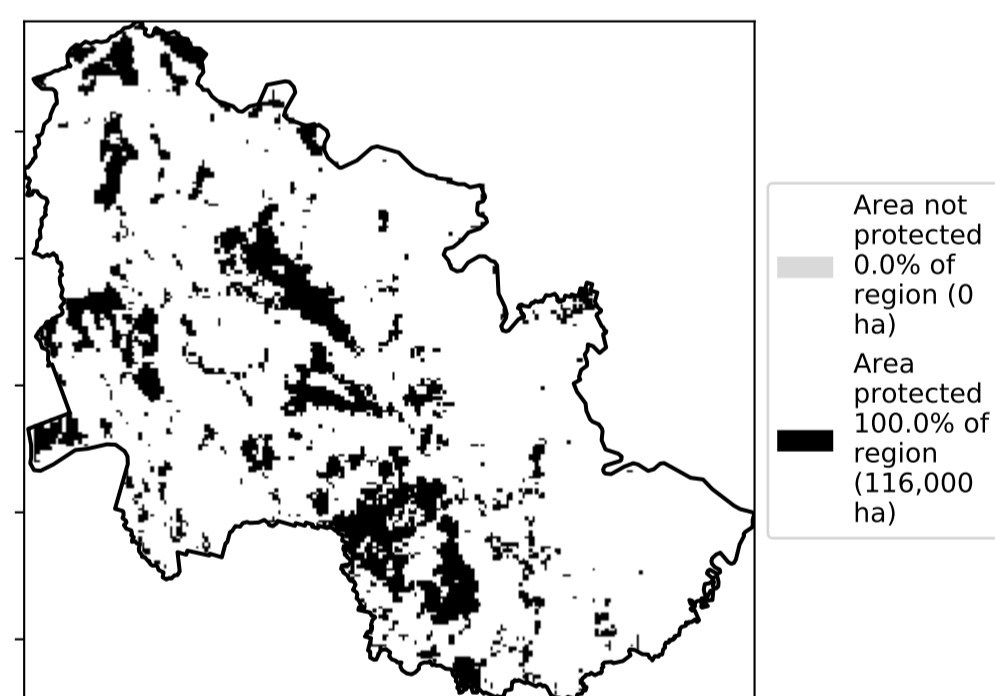 Area not
protected
0.0% of
region (0
ha)
Area
protected
100.0% of
region
(116,000
ha)